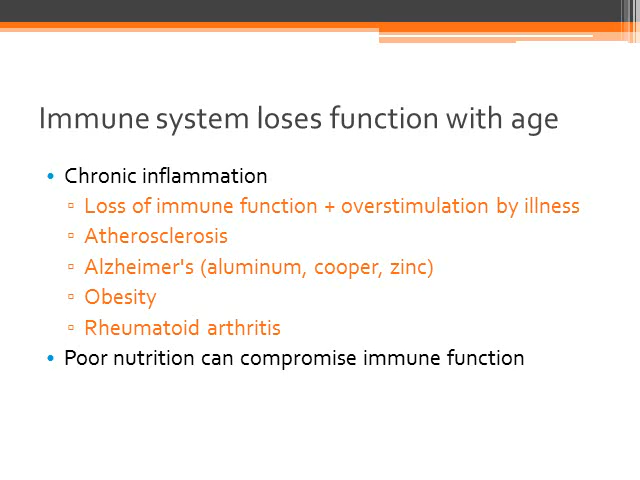 Immune system loses function with age
• Chronic inflammation
▫ Loss of immune function + overstimulation by illness
▫ Atherosclerosis
▫ Alzheimer's (aluminum, cooper, zinc)
▫ Obesity
▫ Rheumatoid arthritis
• Poor nutrition can compromise immune function